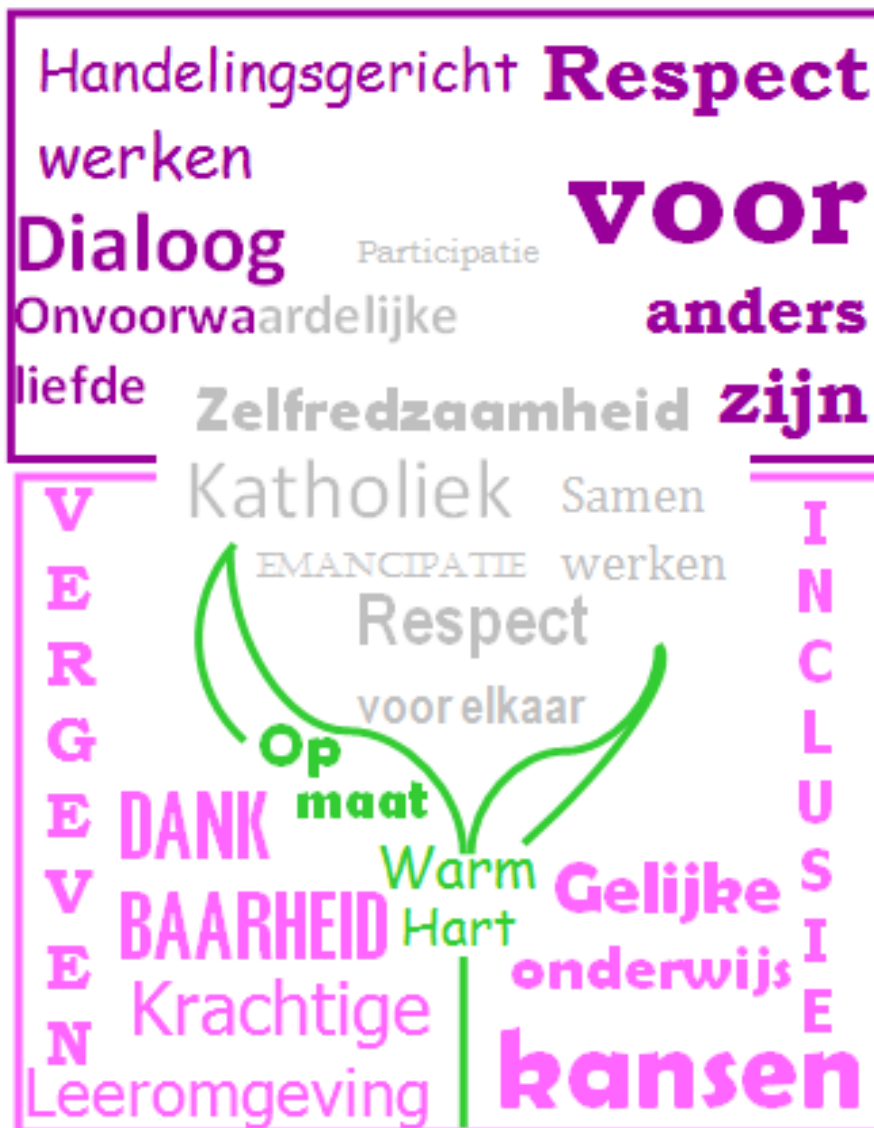 Handelingsgericht
werken
Respect
voor
anders
zijn
Dialoog
Participatie
Onvoorwaardelijke
liefde
Zelfredzaamheid
Katholiek
Samen
werken
EMANCIPATIE
Respect
voor elkaar
VERGEVEN
INCLUSIE
Op
maat
DANK
BAARHEID
Warm
Hart
Gelijke
onderwijs
kansen
Krachtige
Leeromgeving